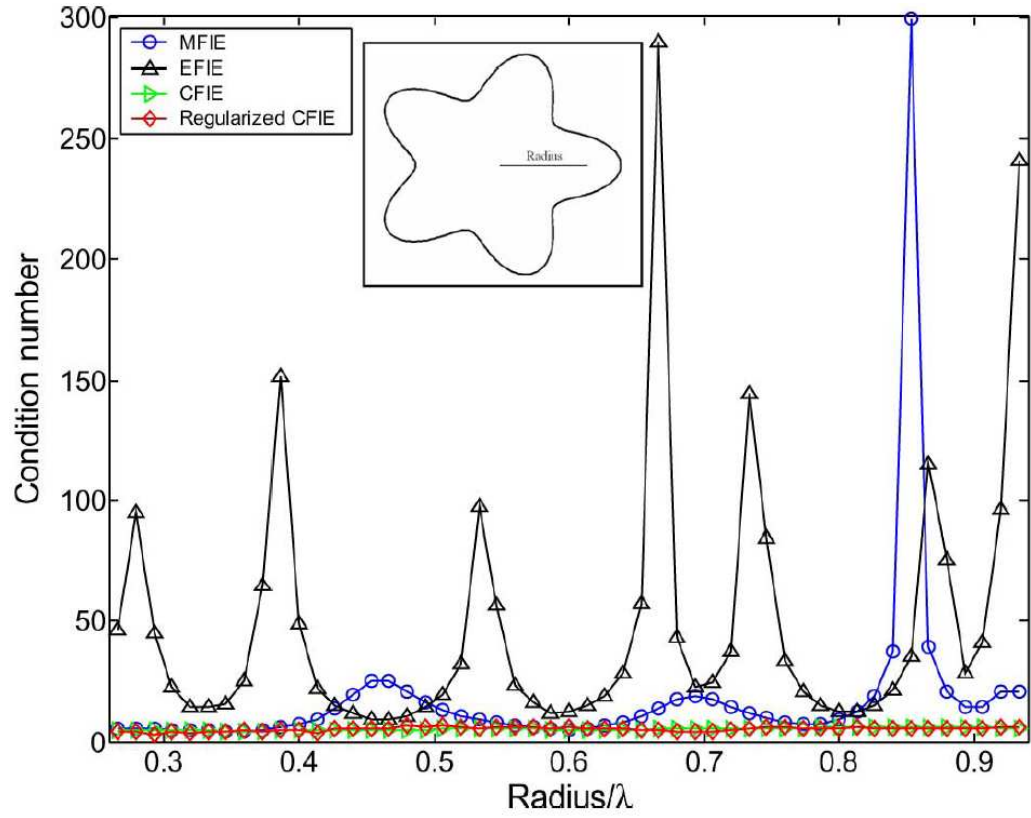 300
250
200
150
100
50
0
Condition number
MFIE
EFIE
CFIE
Regularized CFIE
Radius
0.3 0.4 0.5 0.6 0.7 0.8 0.9
Radius/λ